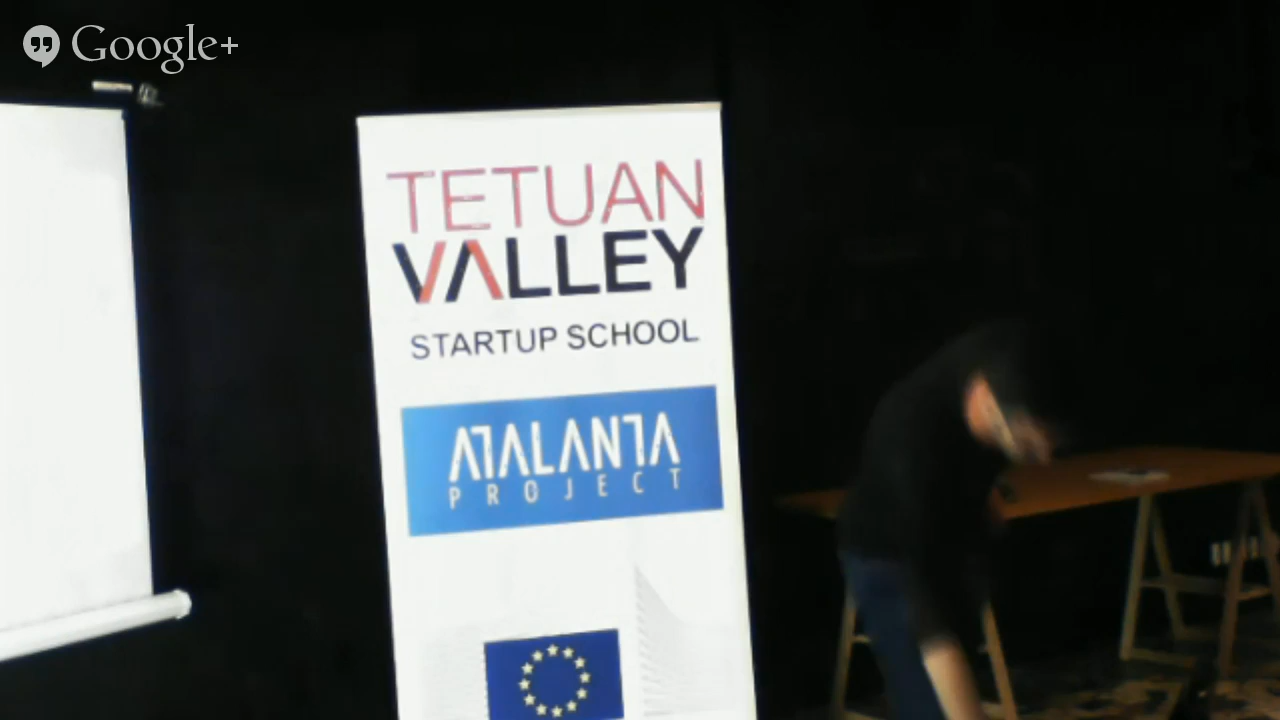 Google+
TETUAN
VALLEY
STARTUP SCHOOL
ATALANTA
PROJECT